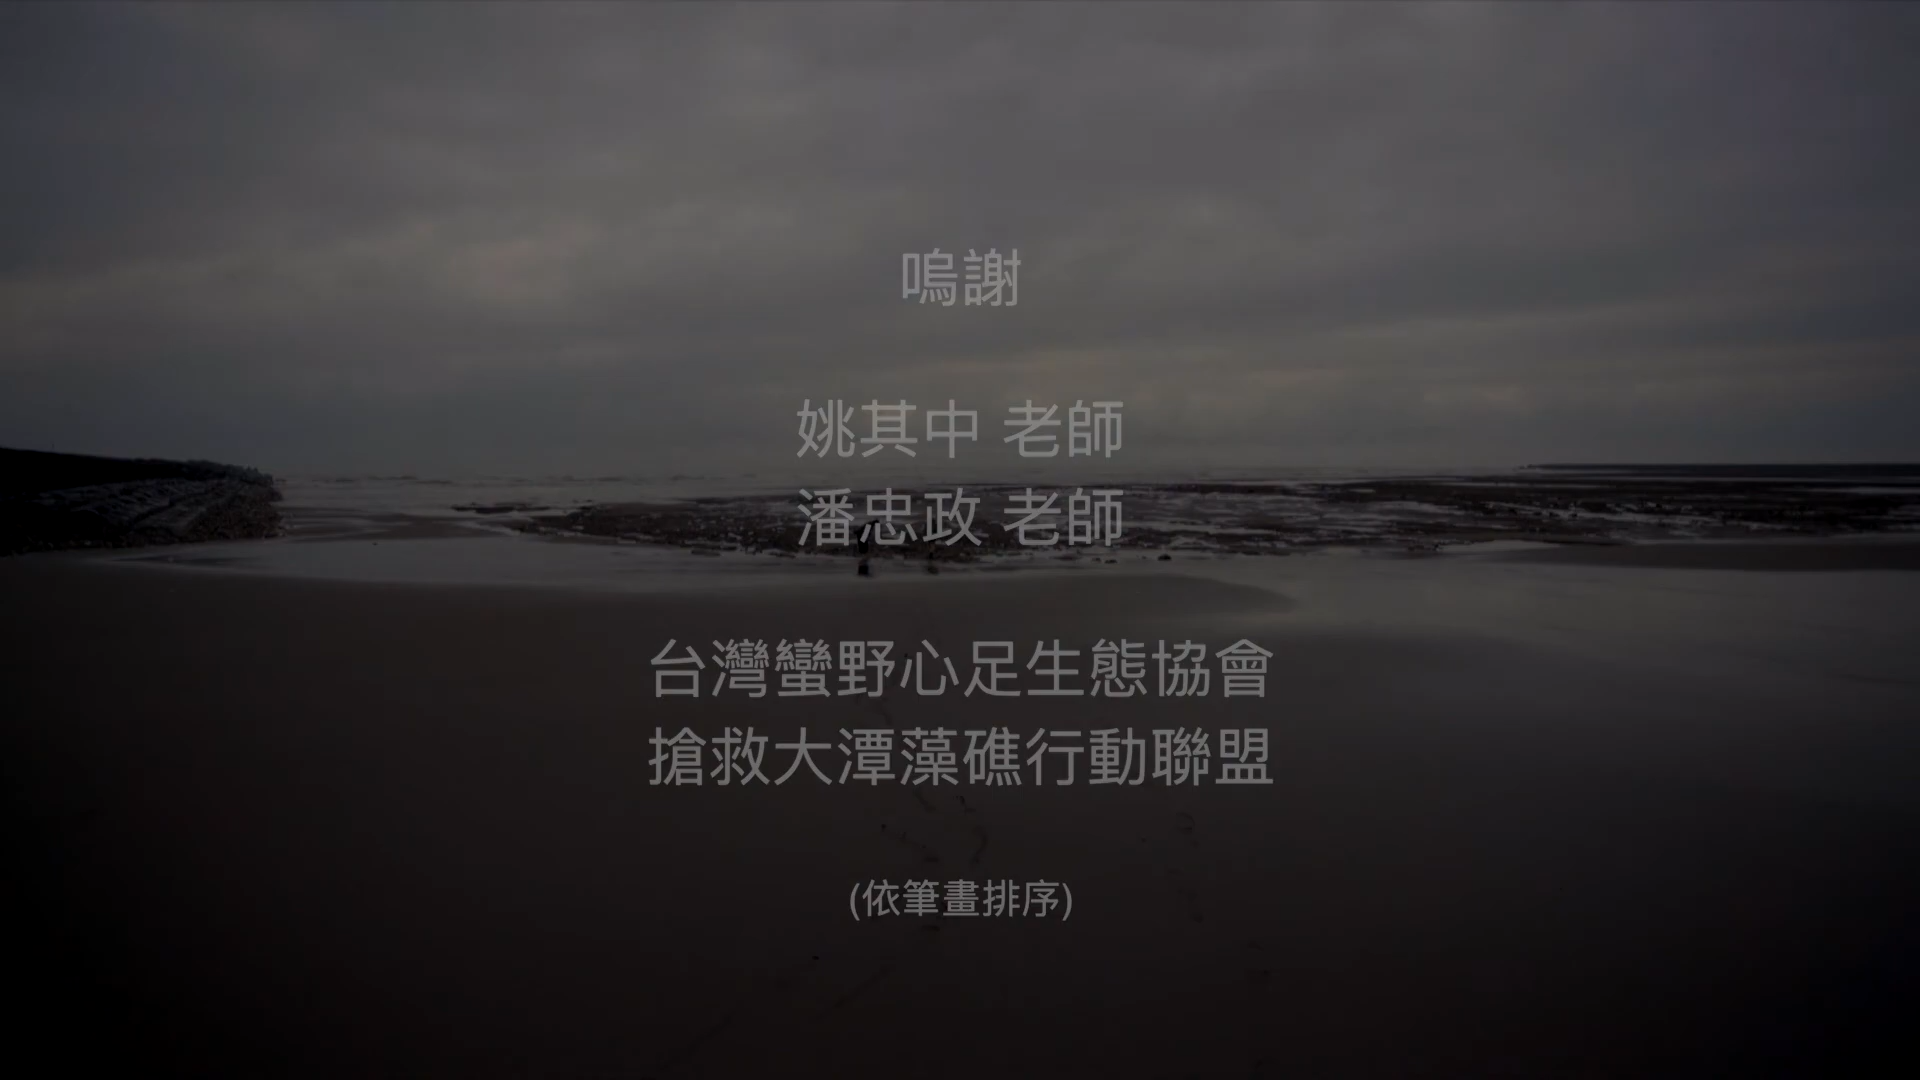 嗚謝
姚其中 老師
潘忠政 老師
台灣蠻野心足生態協會
搶救大潭藻礁行動聯盟
(依筆畫排序)